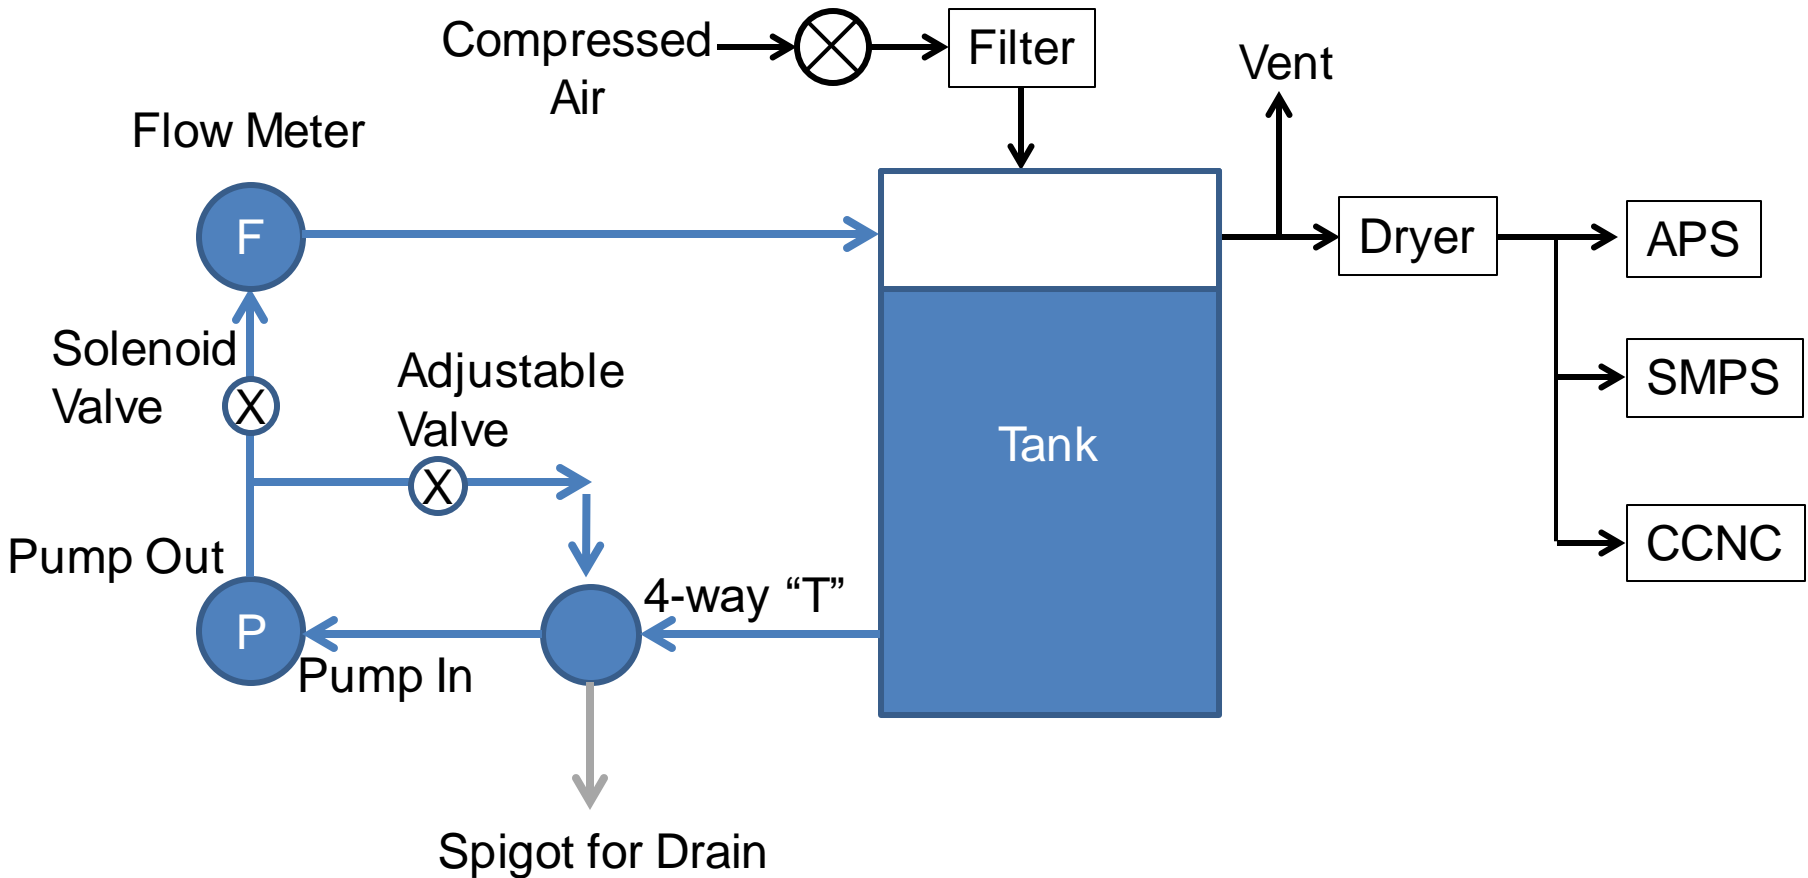 Compressed
Air
Filter
Vent
Flow Meter
F
Dryer
APS
Solenoid
Valve
X
Adjustable
Valve
X
SMPS
Tank
Pump Out
CCNC
P
4-way “T”
Pump In
Spigot for Drain